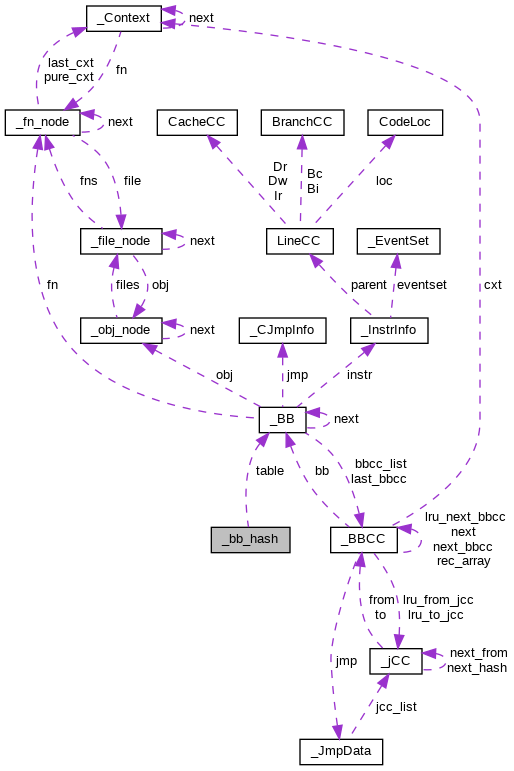 _Context
next
last_cxt
pure_cxt
fn
_fn_node
next
CacheCC
BranchCC
CodeLoc
fns
file
Dr
Dw
Ir
Bc
Bi
loc
_file_node
next
LineCC
_EventSet
fn
files
obj
parent
eventset
cxt
_obj_node
next
_CJmpInfo
_InstrInfo
obj
jmp
instr
_BB
next
table
bb
bbcc_list
last_bbcc
_bb_hash
_BBCC
lru_next_bbcc
next
next_bbcc
rec_array
from
to
lru_from_jcc
lru_to_jcc
jmp
_jCC
next_from
next_hash
jcc_list
_JmpData